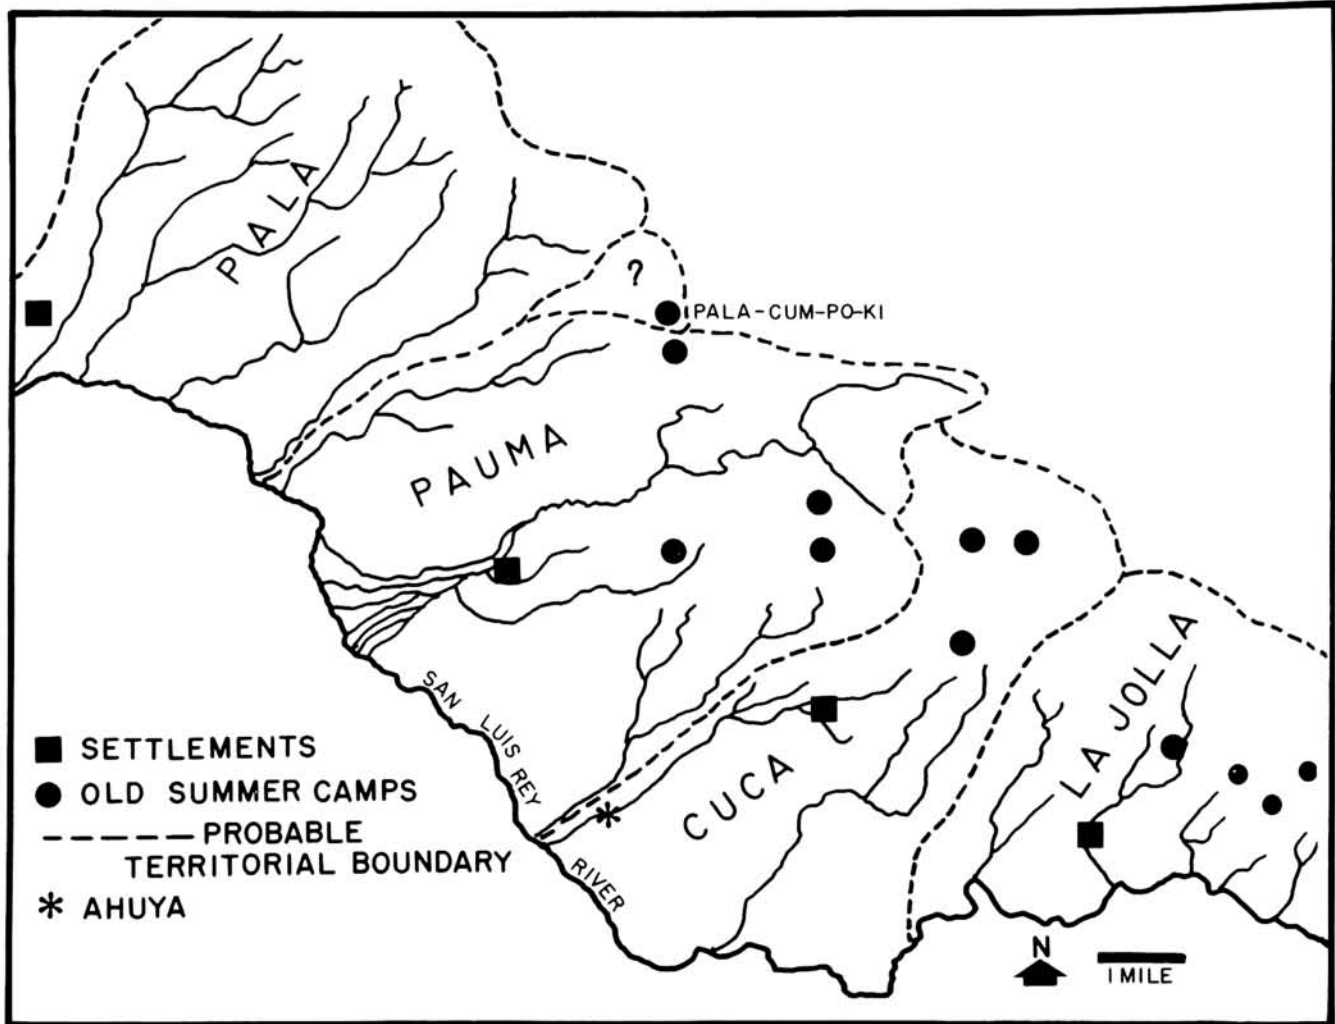 PALA
?
PALA-CUM-PO-KI
PAUMA
SAN LUIS REY
RIVER
LA JOLLA
CUCA
SETTLEMENTS
OLD SUMMER CAMPS
PROBABLE
TERRITORIAL BOUNDARY
* AHUYA
N
1 MILE